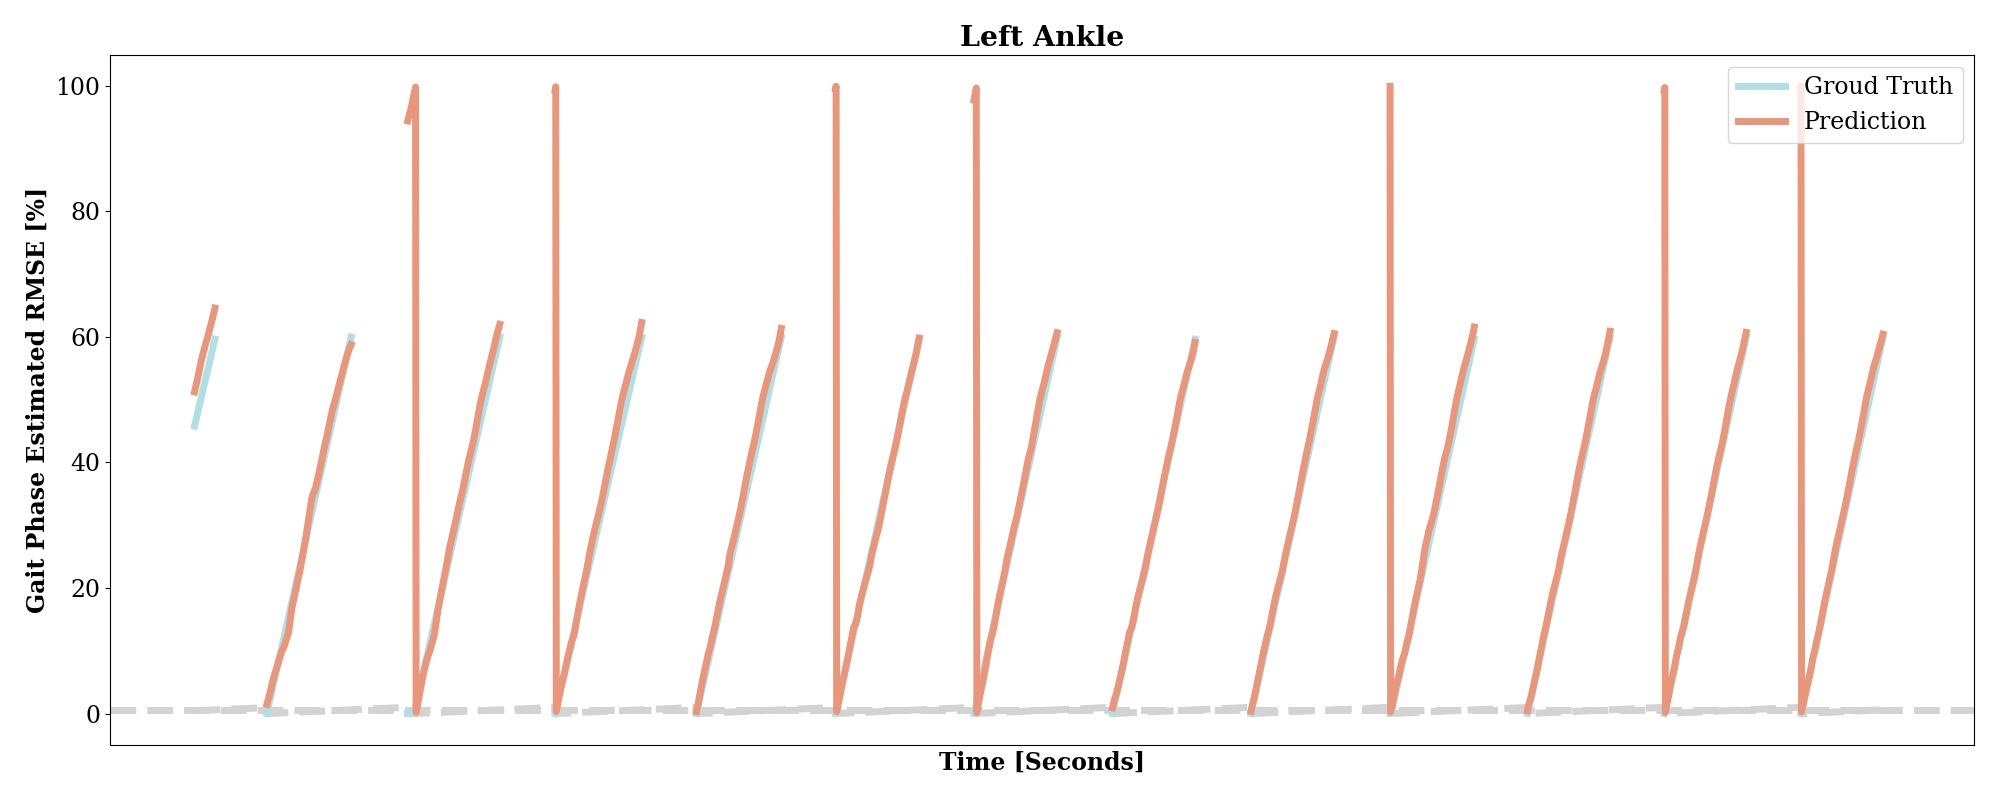 Left Ankle
Gait Phase Estimated RMSE [%]
100
80
60
40
20
0
Groud Truth
Prediction
Time [Seconds]